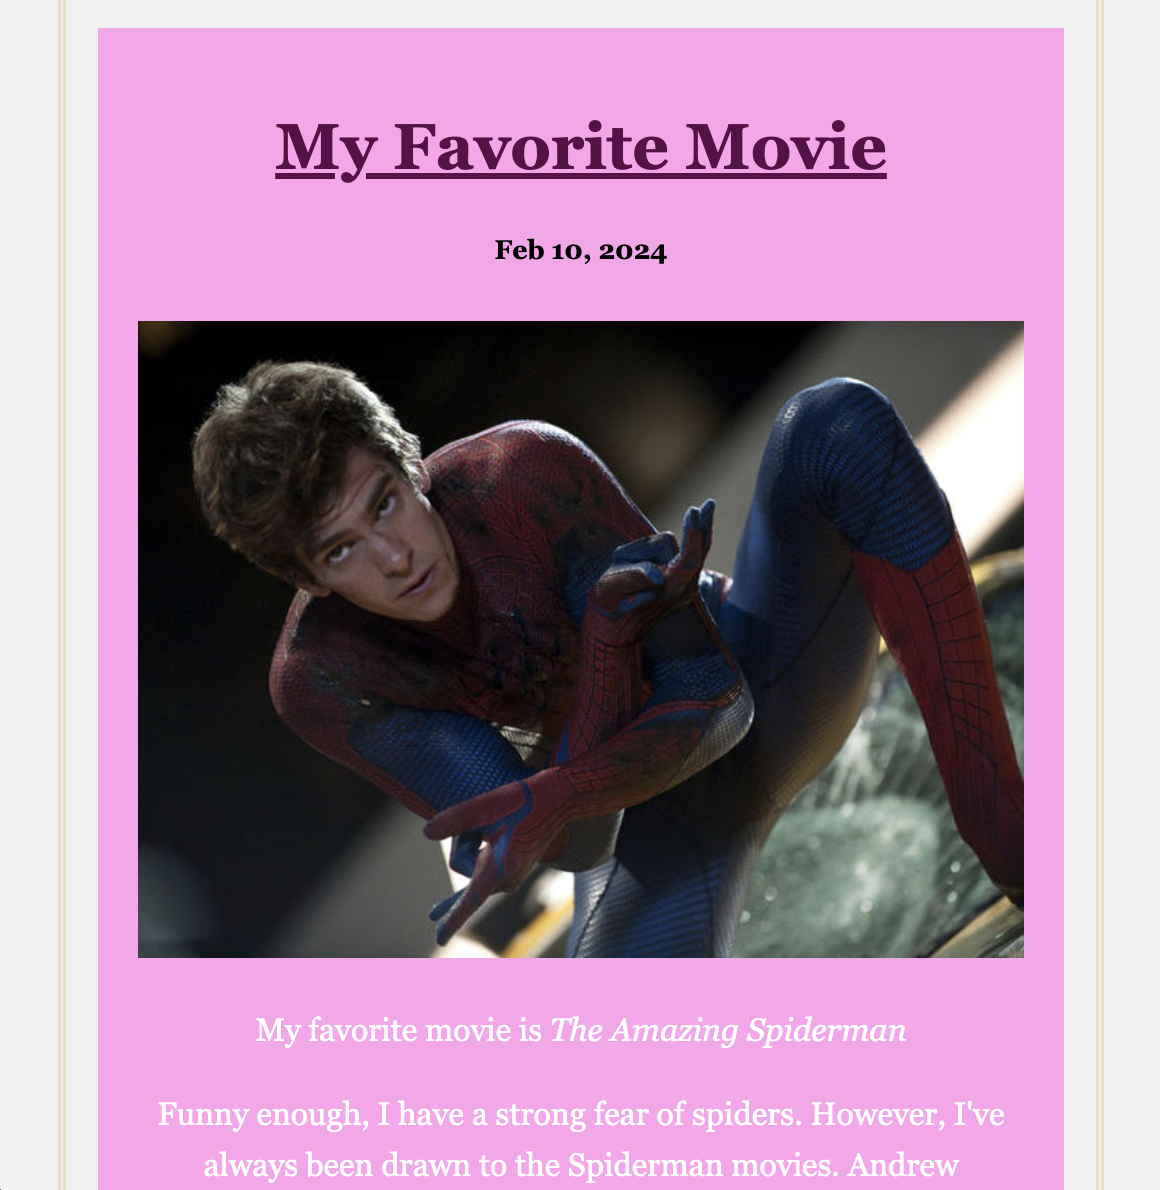 My Favorite Movie
Feb 10, 2024
My favorite movie is The Amazing Spiderman
Funny enough, I have a strong fear of spiders. However, I've
always been drawn to the Spiderman movies. Andrew